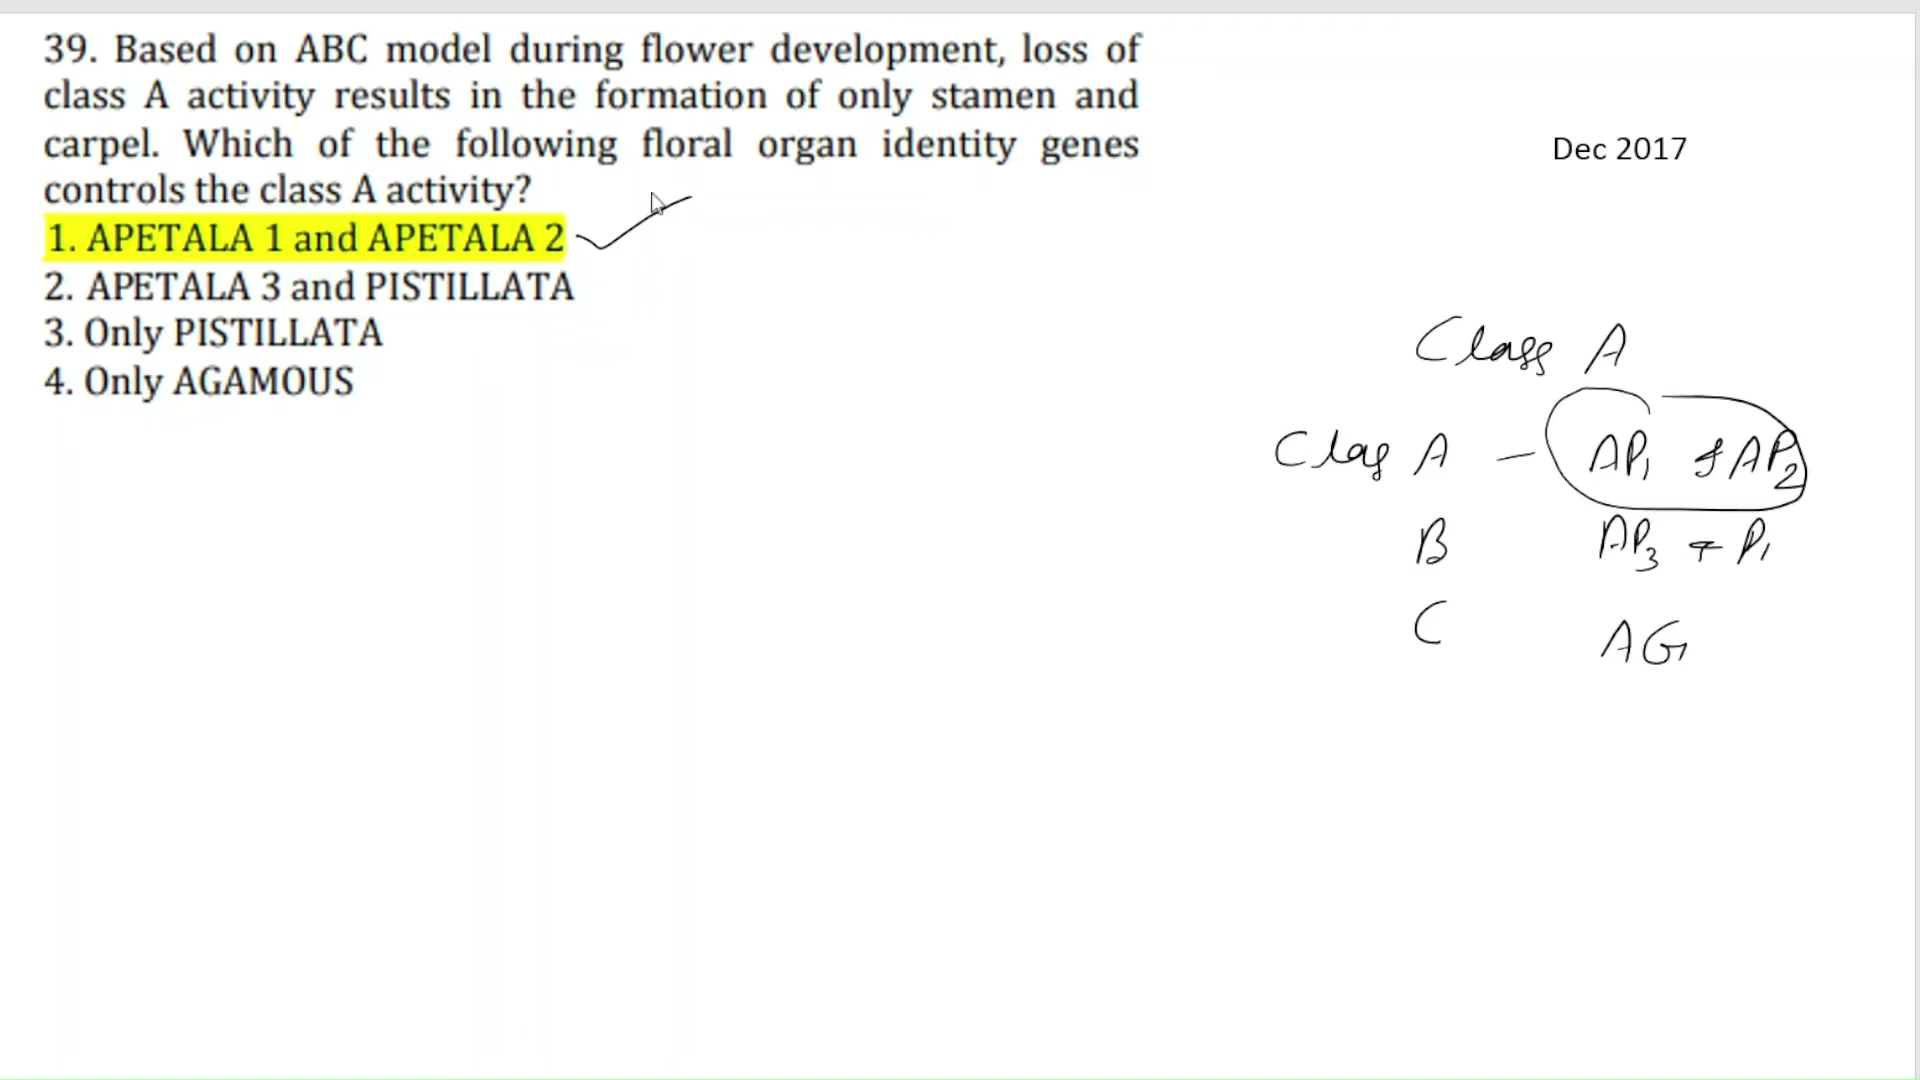 39. Based on ABC model during flower development, loss of
class A activity results in the formation of only stamen and
carpel. Which of the following floral organ identity genes
controls the class A activity?
1. APETALA 1 and APETALA 2
2. APETALA 3 and PISTILLATA
3. Only PISTILLATA
4. Only AGAMOUS
Dec 2017
Class A
Class A - AP1 & AP2
B AP3 & PI
C AG